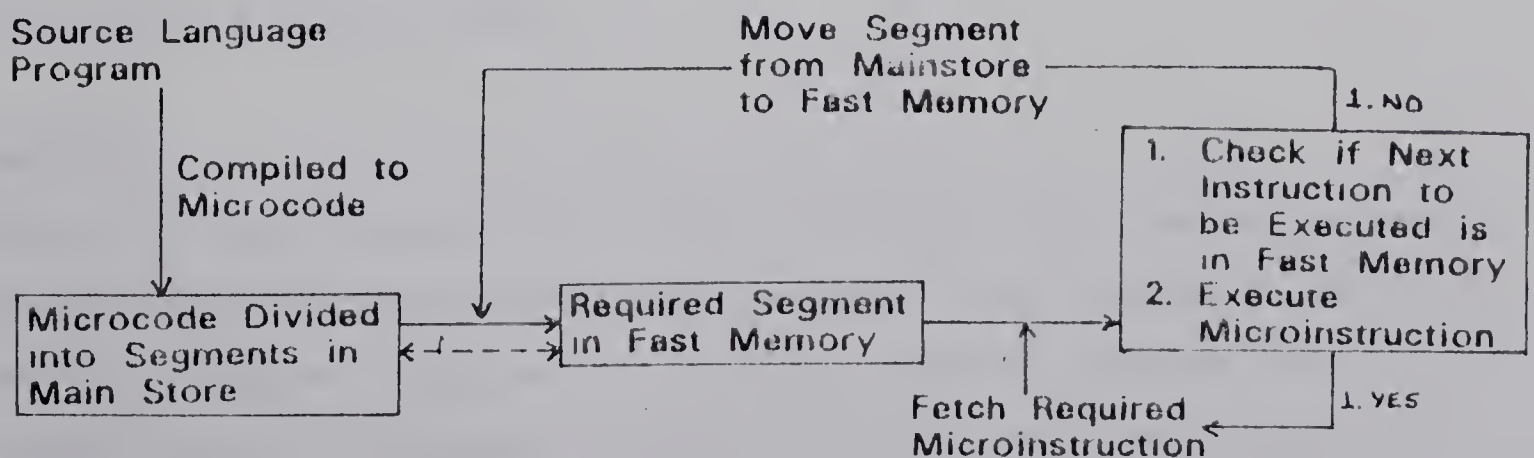 Source Language
Program
Compiled to
Microcode
Microcode Divided
into Segments in
Main Store
Move Segment
from Mainstore
to Fast Memory
Required Segment
in Fast Memory
1. NO
1. Check if Next
Instruction to
be Executed is
in Fast Memory
2. Execute
Microinstruction
1. YES
Fetch Required
Microinstruction